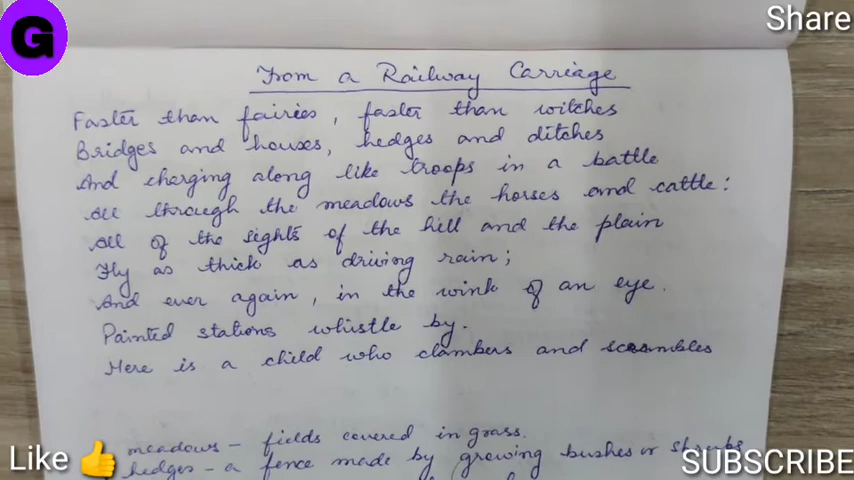 G
Share
From a Railway Carriage
Faster than fairies, faster than witches
Bridges and houses, hedges and ditches
And charging along like troops in a battle
All through the meadows the horses and cattle:
All of the sights of the hill and the plain
Fly as thick as driving rain;
And ever again, in the wink of an eye.
Painted stations whistle by.
Here is a child who clambers and scrambles
meadows - fields covered in grass.
hedges - a fence made by growing bushes or shrubs
Like 👍
SUBSCRIBE